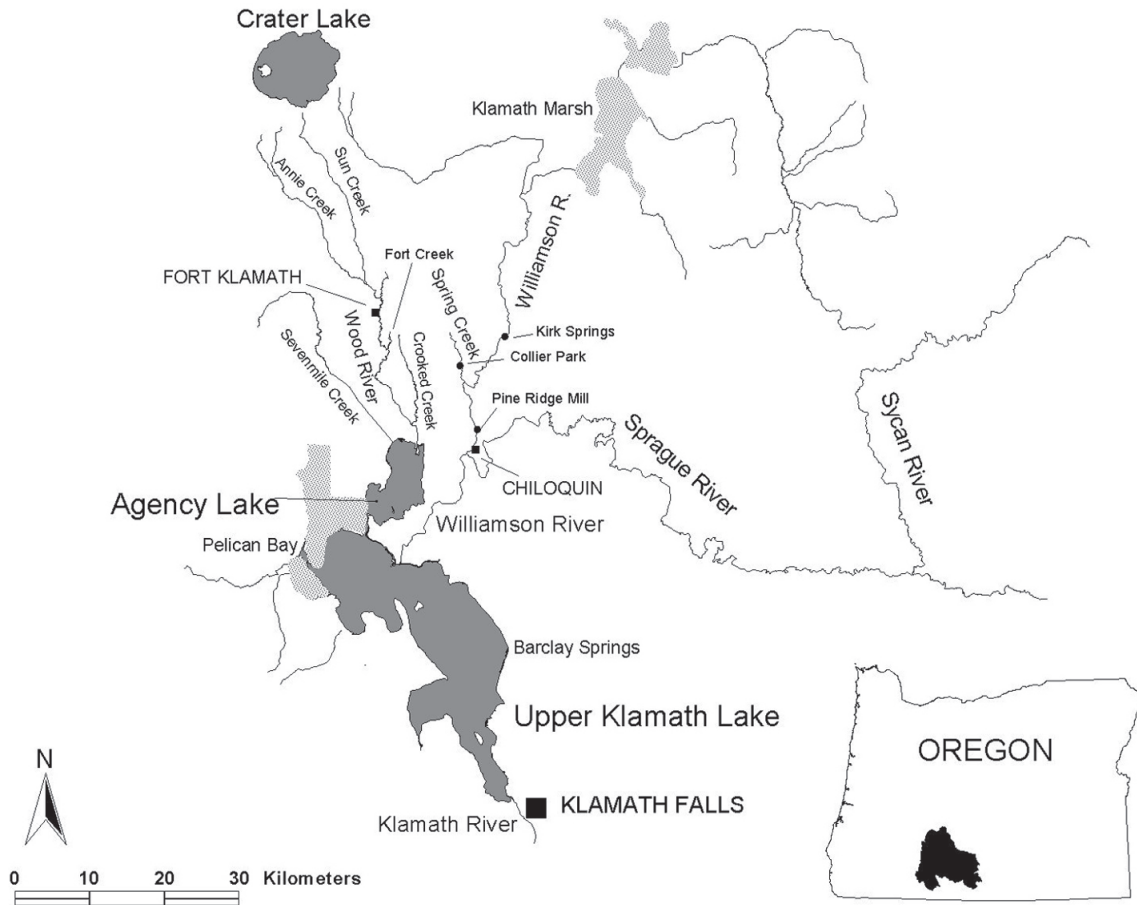 Crater Lake
Klamath Marsh
Annie Creek
Sun Creek
Williamson R.
Fort Creek
FORT KLAMATH
Spring Creek
Kirk Springs
Sevenmile Creek
Wood River
Crooked Creek
Collier Park
Pine Ridge Mill
Sprague River
Sycan River
CHILOQUIN
Agency Lake
Williamson River
Pelican Bay
Barclay Springs
Upper Klamath Lake
OREGON
N
KLAMATH FALLS
Klamath River
0 10 20 30 Kilometers